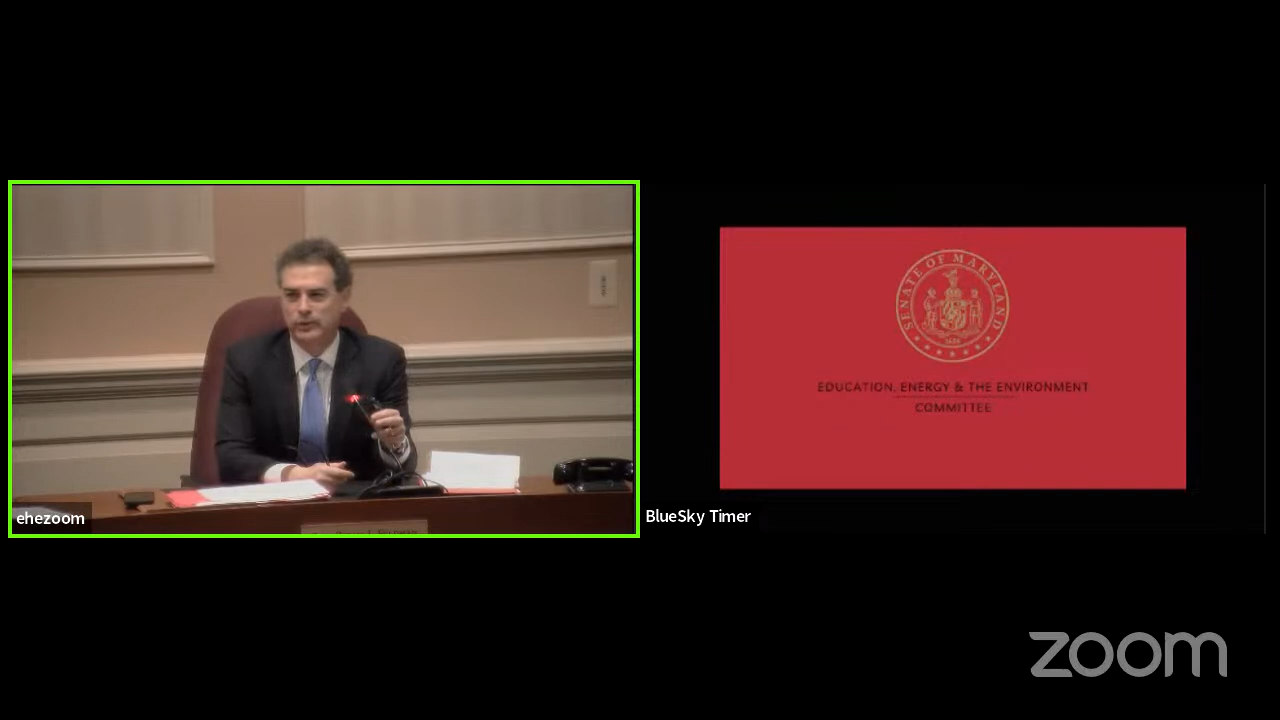 ehezoom
SENATE OF MARYLAND
EDUCATION, ENERGY & THE ENVIRONMENT
COMMITTEE
BlueSky Timer
zoom